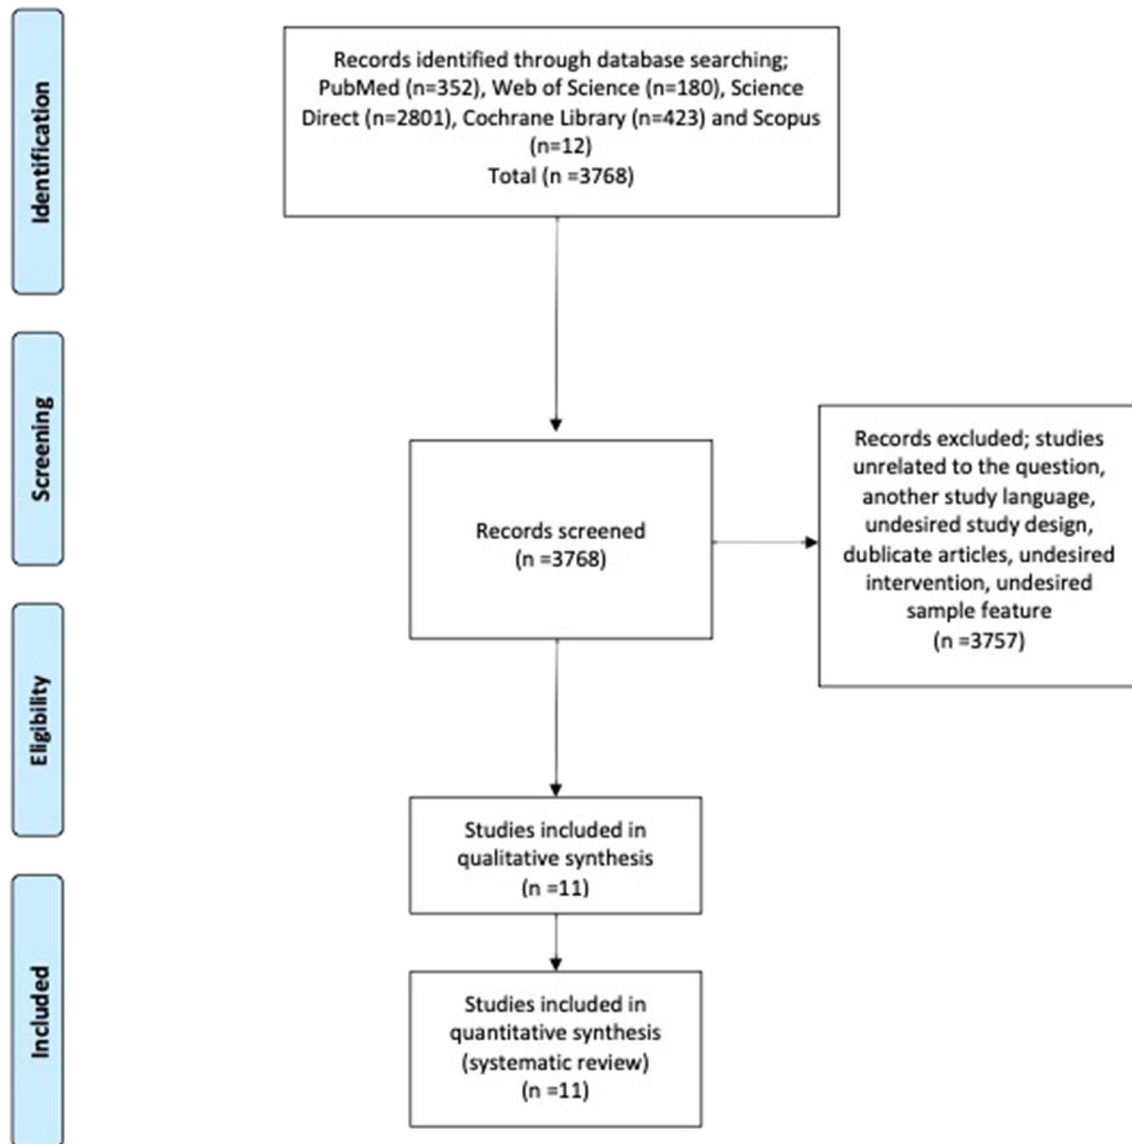 Identification
Records identified through database searching;
PubMed (n=352), Web of Science (n=180), Science
Direct (n=2801), Cochrane Library (n=423) and Scopus
(n=12)
Total (n =3768)
Screening
Records screened
(n =3768)
Records excluded; studies
unrelated to the question,
another study language,
undesired study design,
dublicate articles, undesired
intervention, undesired
sample feature
(n =3757)
Eligibility
Studies included in
qualitative synthesis
(n =11)
Included
Studies included in
quantitative synthesis
(systematic review)
(n =11)